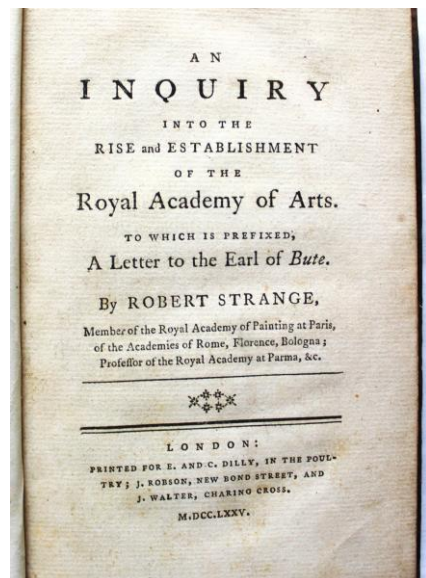 AN
INQUIRY
INTO THE
RISE and ESTABLISHMENT
OF THE
Royal Academy of Arts.
TO WHICH IS PREFIXED,
A Letter to the Earl of Bute.
By ROBERT STRANGE,
Member of the Royal Academy of Painting at Paris,
of the Academies of Rome, Florence, Bologna;
Profeſſor of the Royal Academy at Parma, &c.
LONDON:
PRINTED FOR E. AND C. DILLY, IN THE POUL-
TRY; J. ROBSON, NEW BOND STREET, AND
J. WALTER, CHARING CROSS.
M.DCC.LXXV.